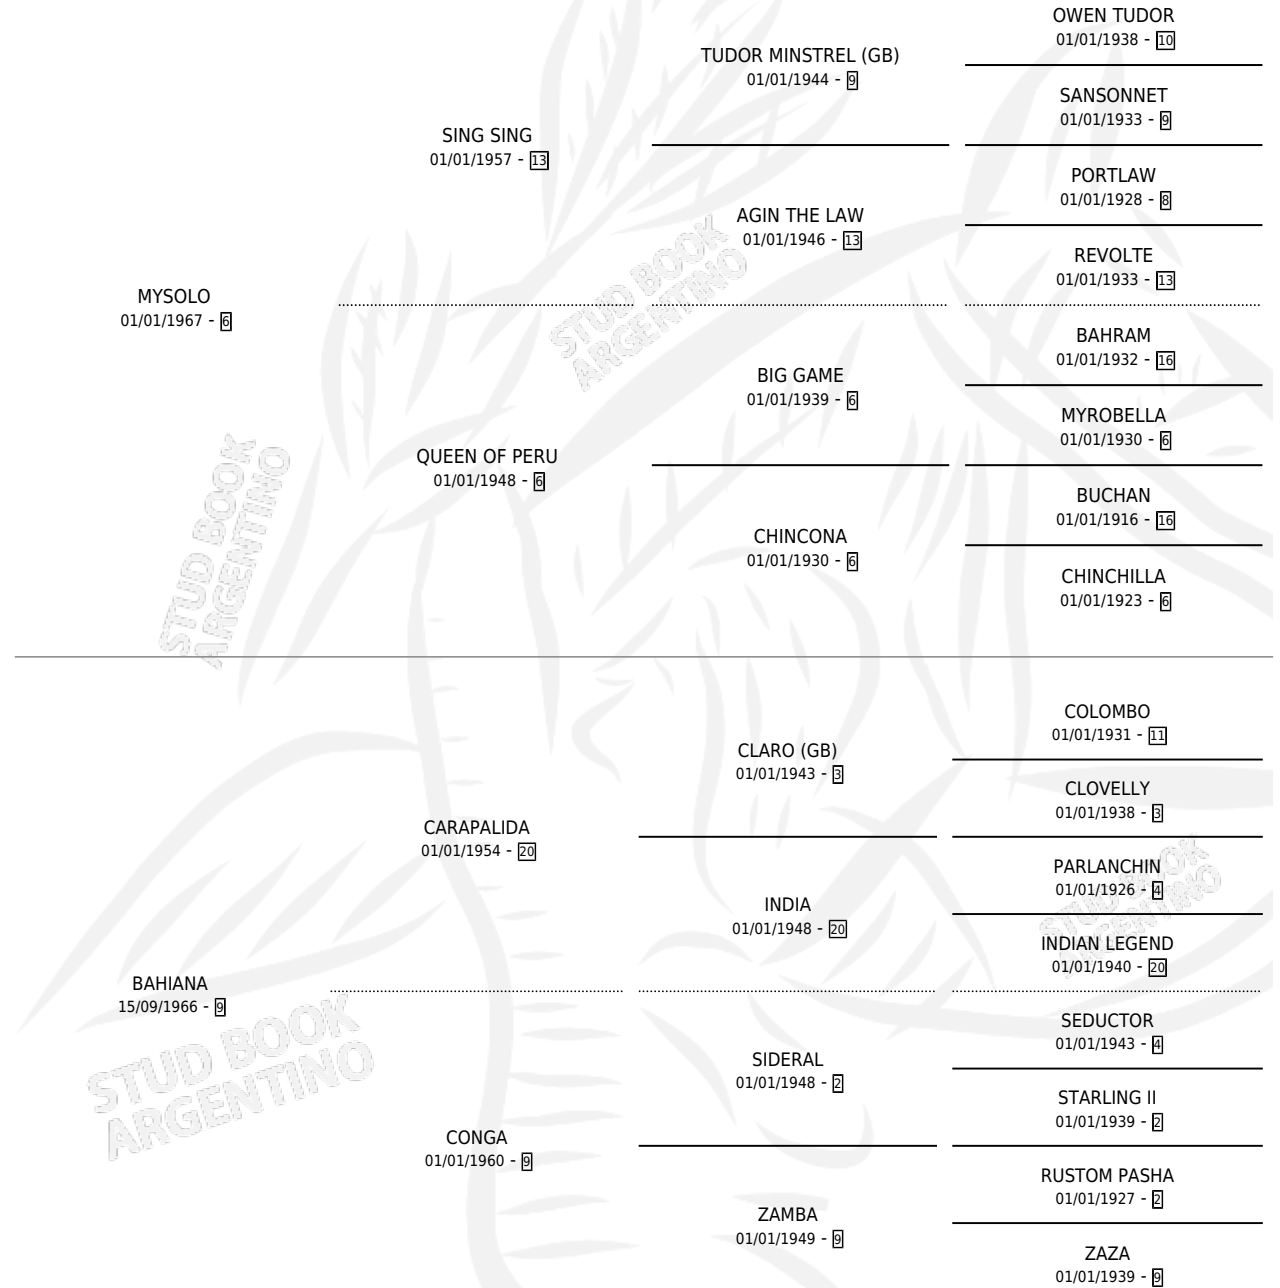 OWEN TUDOR
01/01/1938 - 10
TUDOR MINSTREL (GB)
01/01/1944 - 9
SANSONNET
01/01/1933 - 9
SING SING
01/01/1957 - 13
PORTLAW
01/01/1928 - 8
AGIN THE LAW
01/01/1946 - 13
REVOLTE
01/01/1933 - 13
MYSOLO
01/01/1967 - 6
BAHRAM
01/01/1932 - 16
BIG GAME
01/01/1939 - 6
MYROBELLA
01/01/1930 - 6
QUEEN OF PERU
01/01/1948 - 6
BUCHAN
01/01/1916 - 16
CHINCONA
01/01/1930 - 6
CHINCHILLA
01/01/1923 - 6
COLOMBO
01/01/1931 - 11
CLARO (GB)
01/01/1943 - 3
CLOVELLY
01/01/1938 - 3
CARAPALIDA
01/01/1954 - 20
PARLANCHIN
01/01/1926 - 4
INDIA
01/01/1948 - 20
INDIAN LEGEND
01/01/1940 - 20
BAHIANA
15/09/1966 - 9
SEDUCTOR
01/01/1943 - 4
SIDERAL
01/01/1948 - 2
STARLING II
01/01/1939 - 2
CONGA
01/01/1960 - 9
RUSTOM PASHA
01/01/1927 - 2
ZAMBA
01/01/1949 - 9
ZAZA
01/01/1939 - 9
STUD BOOK
ARGENTINO
STUD BOOK
ARGENTINO
STUD BOOK
ARGENTINO
STUD BOOK
ARGENTINO